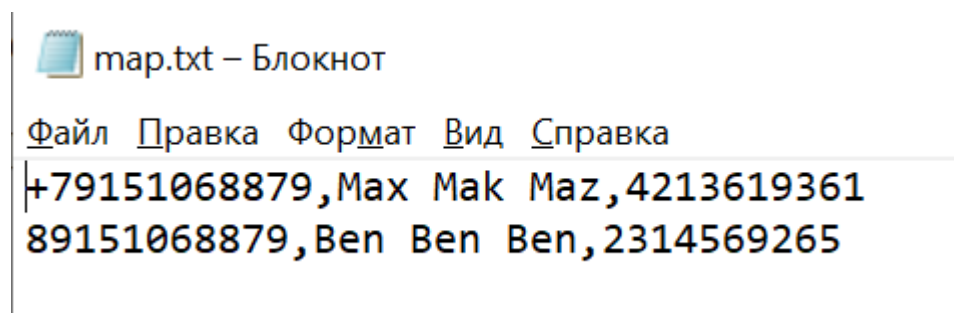 map.txt – Блокнот
Файл Правка Формат Вид Справка
+79151068879,Max Mak Maz,4213619361
89151068879,Ben Ben Ben,2314569265